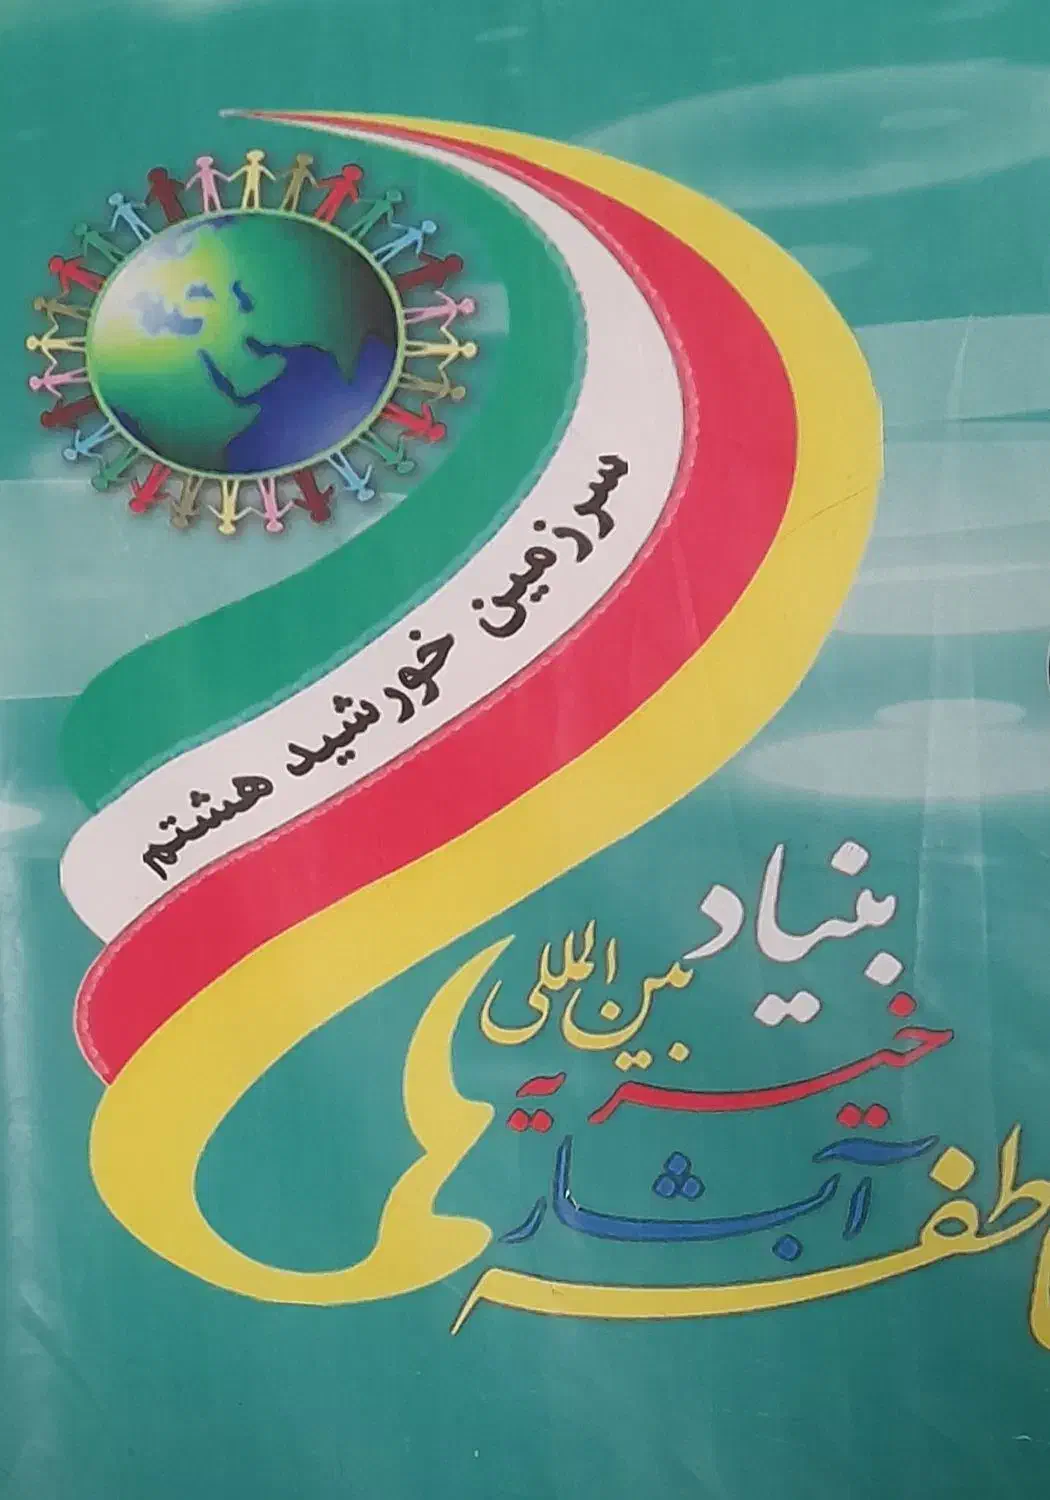 سرزمین خورشید هشتم
بنیاد
بین المللی
خیریه
آبشار